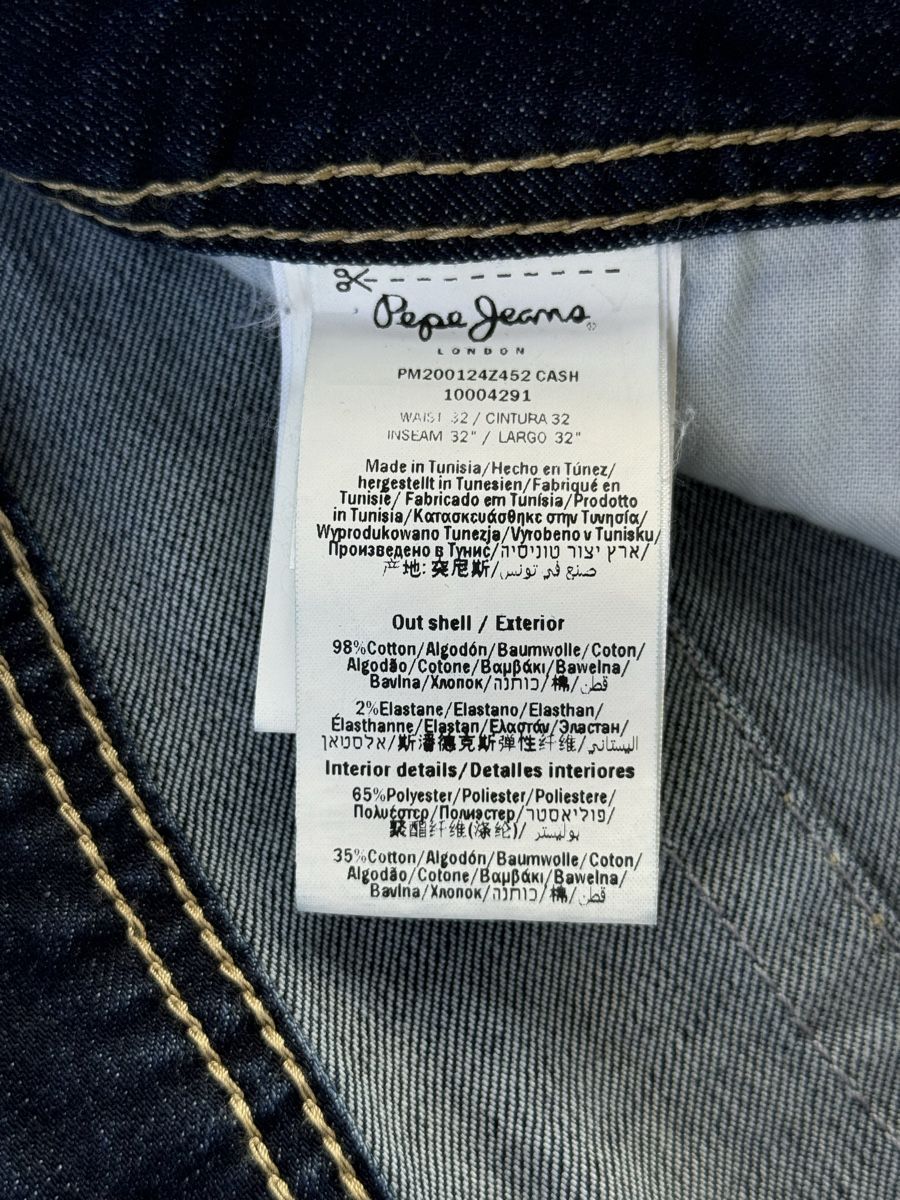 Pepe Jeans
LONDON
PM200124Z452 CASH
10004291
WAIST 32 / CINTURA 32
INSEAM 32" / LARGO 32"
Made in Tunisia/Hecho en Túnez/
hergestellt in Tunesien/Fabriqué en
Tunisie/ Fabricado em Tunísia/Prodotto
in Tunisia/Κατασκευάσθηκε στην Τυνησία/
Wyprodukowano Tunezja/Vyrobeno v Tunisku/
Произведено в Тунис/ארץ יצור טוניסיה/
产地: 突尼斯/صنع في تونس
Out shell / Exterior
98%Cotton/Algodón/Baumwolle/Coton/
Algodão/Cotone/Βαμβάκι/Bawełna/
Bavlna/Хлопок/כותנה/棉/قطن
2%Elastane/Elastano/Elasthan/
Élasthanne/Elastan/Ελαστάν/Эластан/
אלסטאן/斯潘德克斯弹性纤维/اليستاني
Interior details/Detalles interiores
65%Polyester/Poliester/Poliestere/
Πολυέστερ/Полиэстер/פוליאסטר/
聚酯纤维(涤纶)/بوليستر
35%Cotton/Algodón/Baumwolle/Coton/
Algodão/Cotone/Βαμβάκι/Bawełna/
Bavlna/Хлопок/כותנה/棉/قطن